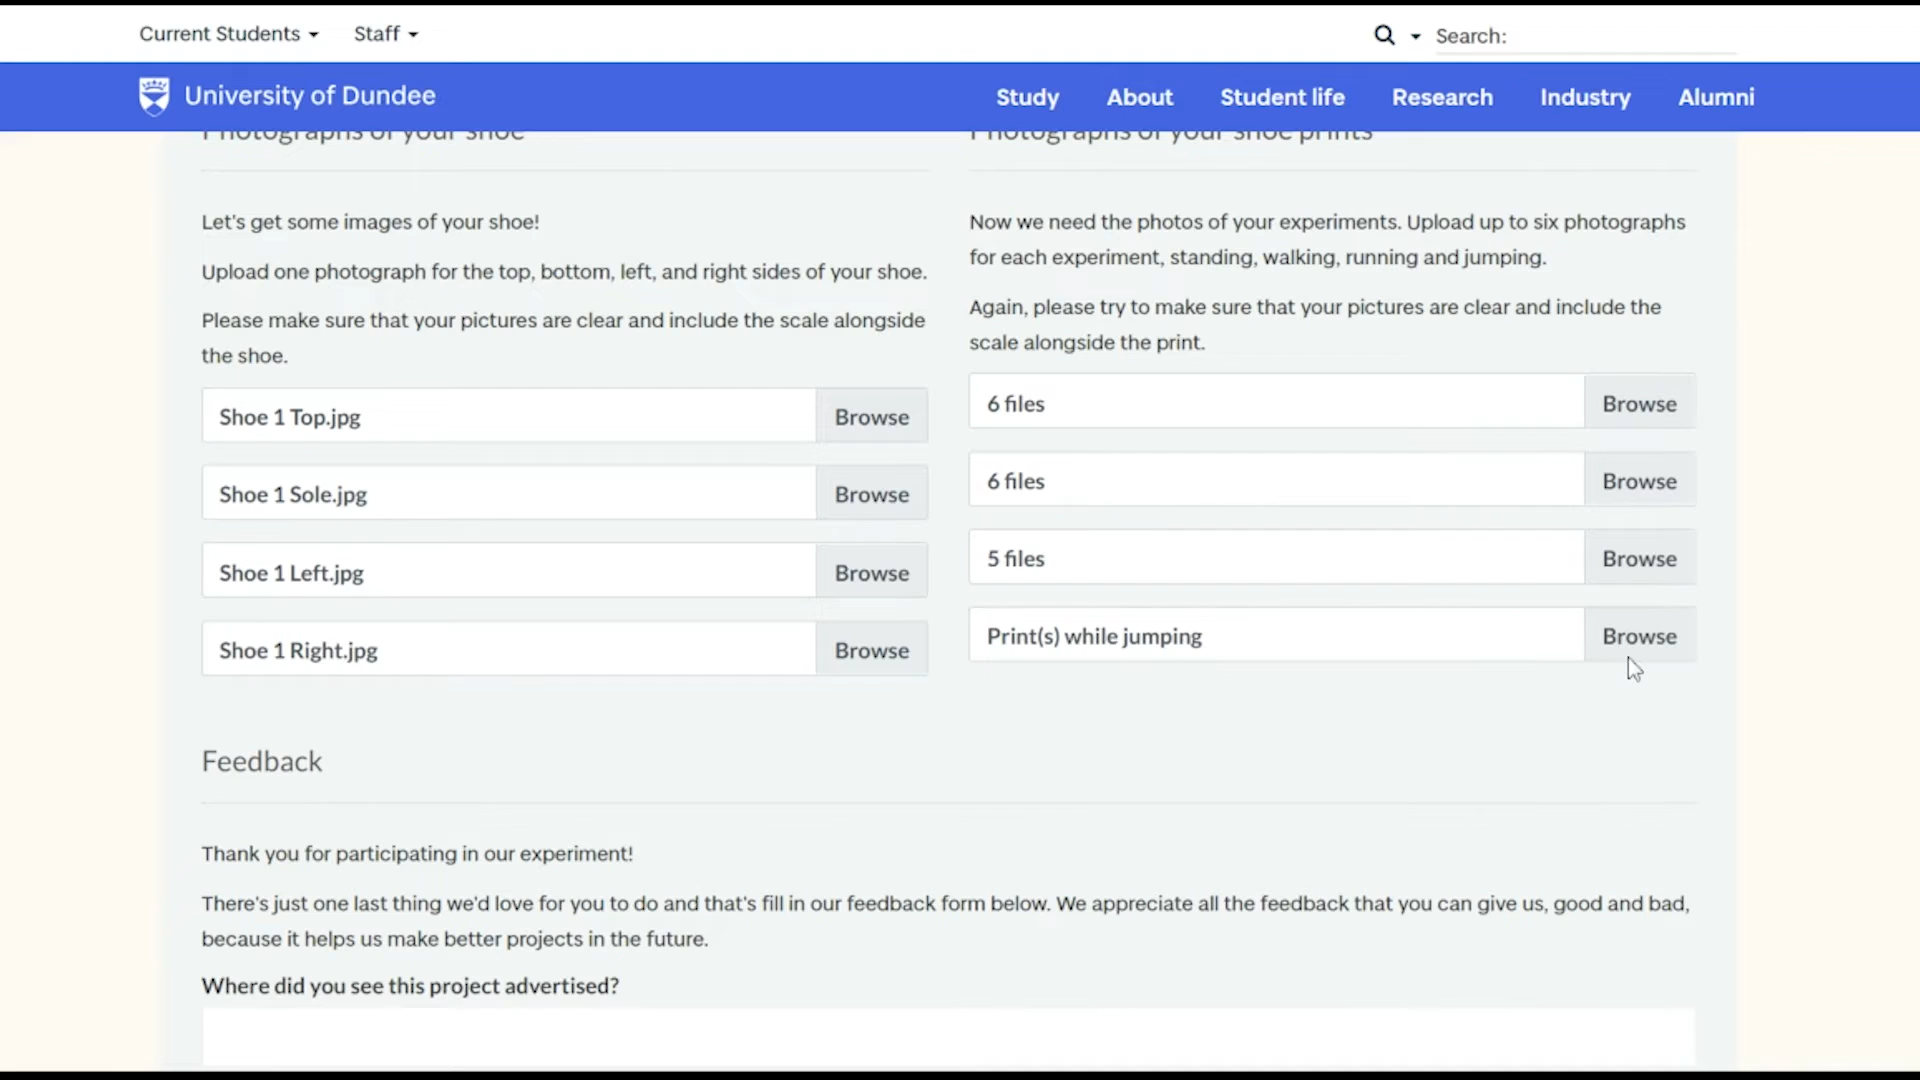 Current Students
Staff
Search:
University of Dundee
Study
About
Student life
Research
Industry
Alumni
Photographs of your shoe
Let's get some images of your shoe!
Upload one photograph for the top, bottom, left, and right sides of your shoe.
Please make sure that your pictures are clear and include the scale alongside
the shoe.
Shoe 1 Top.jpg
Browse
Shoe 1 Sole.jpg
Browse
Shoe 1 Left.jpg
Browse
Shoe 1 Right.jpg
Browse
Photographs of your shoe prints
Now we need the photos of your experiments. Upload up to six photographs
for each experiment, standing, walking, running and jumping.
Again, please try to make sure that your pictures are clear and include the
scale alongside the print.
6 files
Browse
6 files
Browse
5 files
Browse
Print(s) while jumping
Browse
Feedback
Thank you for participating in our experiment!
There's just one last thing we'd love for you to do and that's fill in our feedback form below. We appreciate all the feedback that you can give us, good and bad,
because it helps us make better projects in the future.
Where did you see this project advertised?